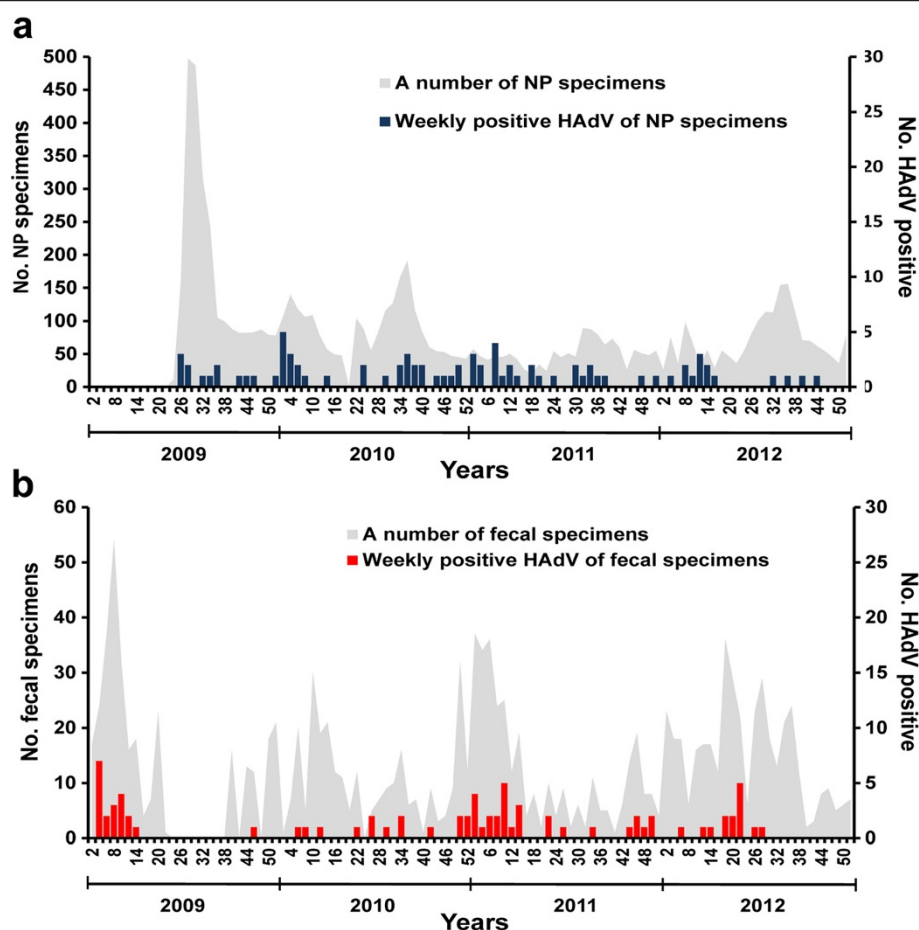 a
500
450
400
350
300
250
200
150
100
50
0
No. NP specimens
30
25
20
15
10
5
0
No. HAdV positive
A number of NP specimens
Weekly positive HAdV of NP specimens
2 8 14 20 26 32 38 44 50 4 10 16 22 28 34 40 46 52 6 12 18 24 30 36 42 48 2 8 14 20 26 32 38 44 50
2009 2010 2011 2012
Years
b
60
50
40
30
20
10
0
No. fecal specimens
30
25
20
15
10
5
0
No. HAdV positive
A number of fecal specimens
Weekly positive HAdV of fecal specimens
2 8 14 20 26 32 38 44 50 4 10 16 22 28 34 40 46 52 6 12 18 24 30 36 42 48 2 8 14 20 26 32 38 44 50
2009 2010 2011 2012
Years